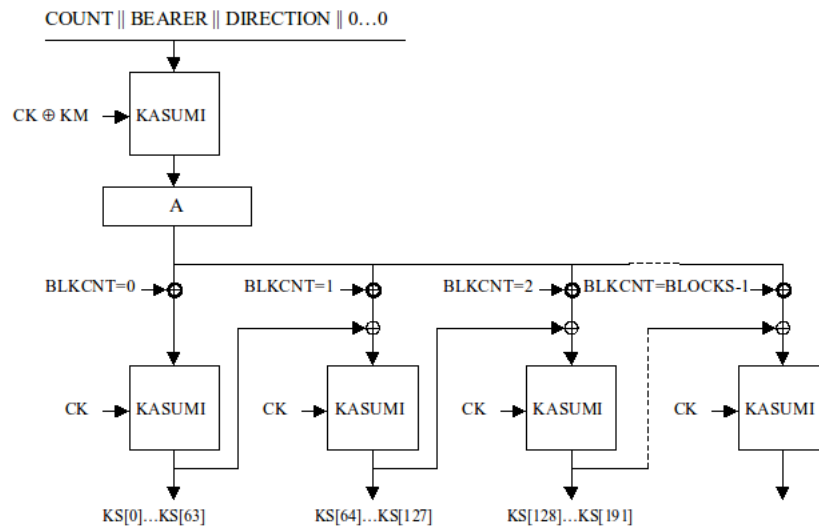 COUNT || BEARER || DIRECTION || 0…0
CK ⊕ KM
KASUMI
A
BLKCNT=0
BLKCNT=1
BLKCNT=2
BLKCNT=BLOCKS-1
CK
KASUMI
CK
KASUMI
CK
KASUMI
CK
KASUMI
KS[0]…KS[63]
KS[64]…KS[127]
KS[128]…KS[191]